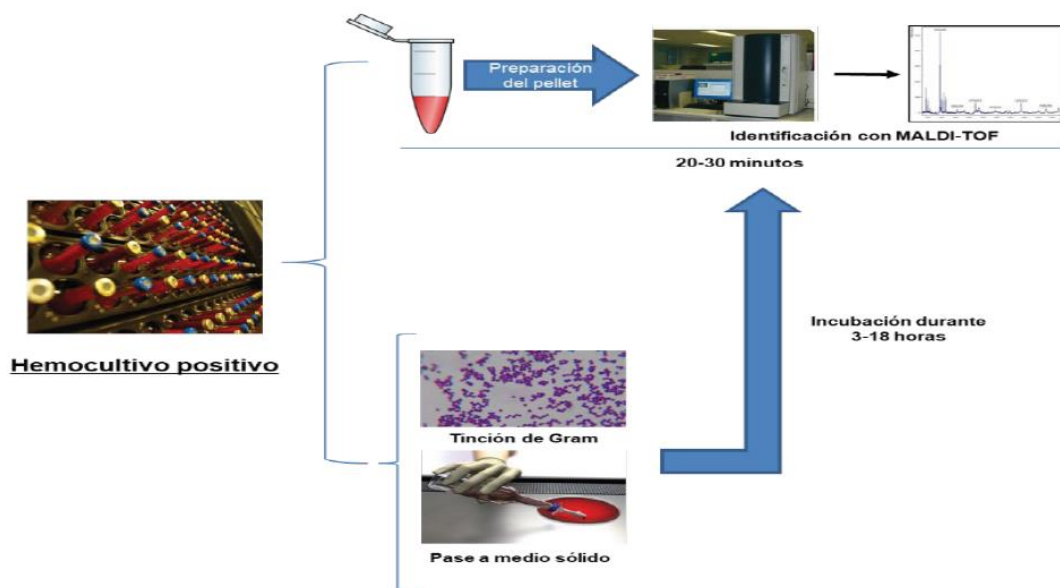 Preparación
del pellet
Identificación con MALDI-TOF
20-30 minutos
Incubación durante
3-18 horas
Hemocultivo positivo
Tinción de Gram
Pase a medio sólido